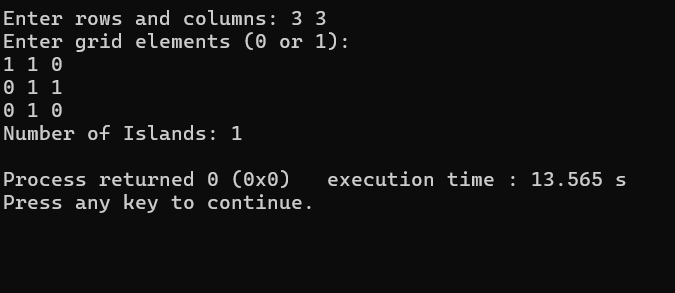 Enter rows and columns: 3 3
Enter grid elements (0 or 1):
1 1 0
0 1 1
0 1 0
Number of Islands: 1
Process returned 0 (0x0)   execution time : 13.565 s
Press any key to continue.